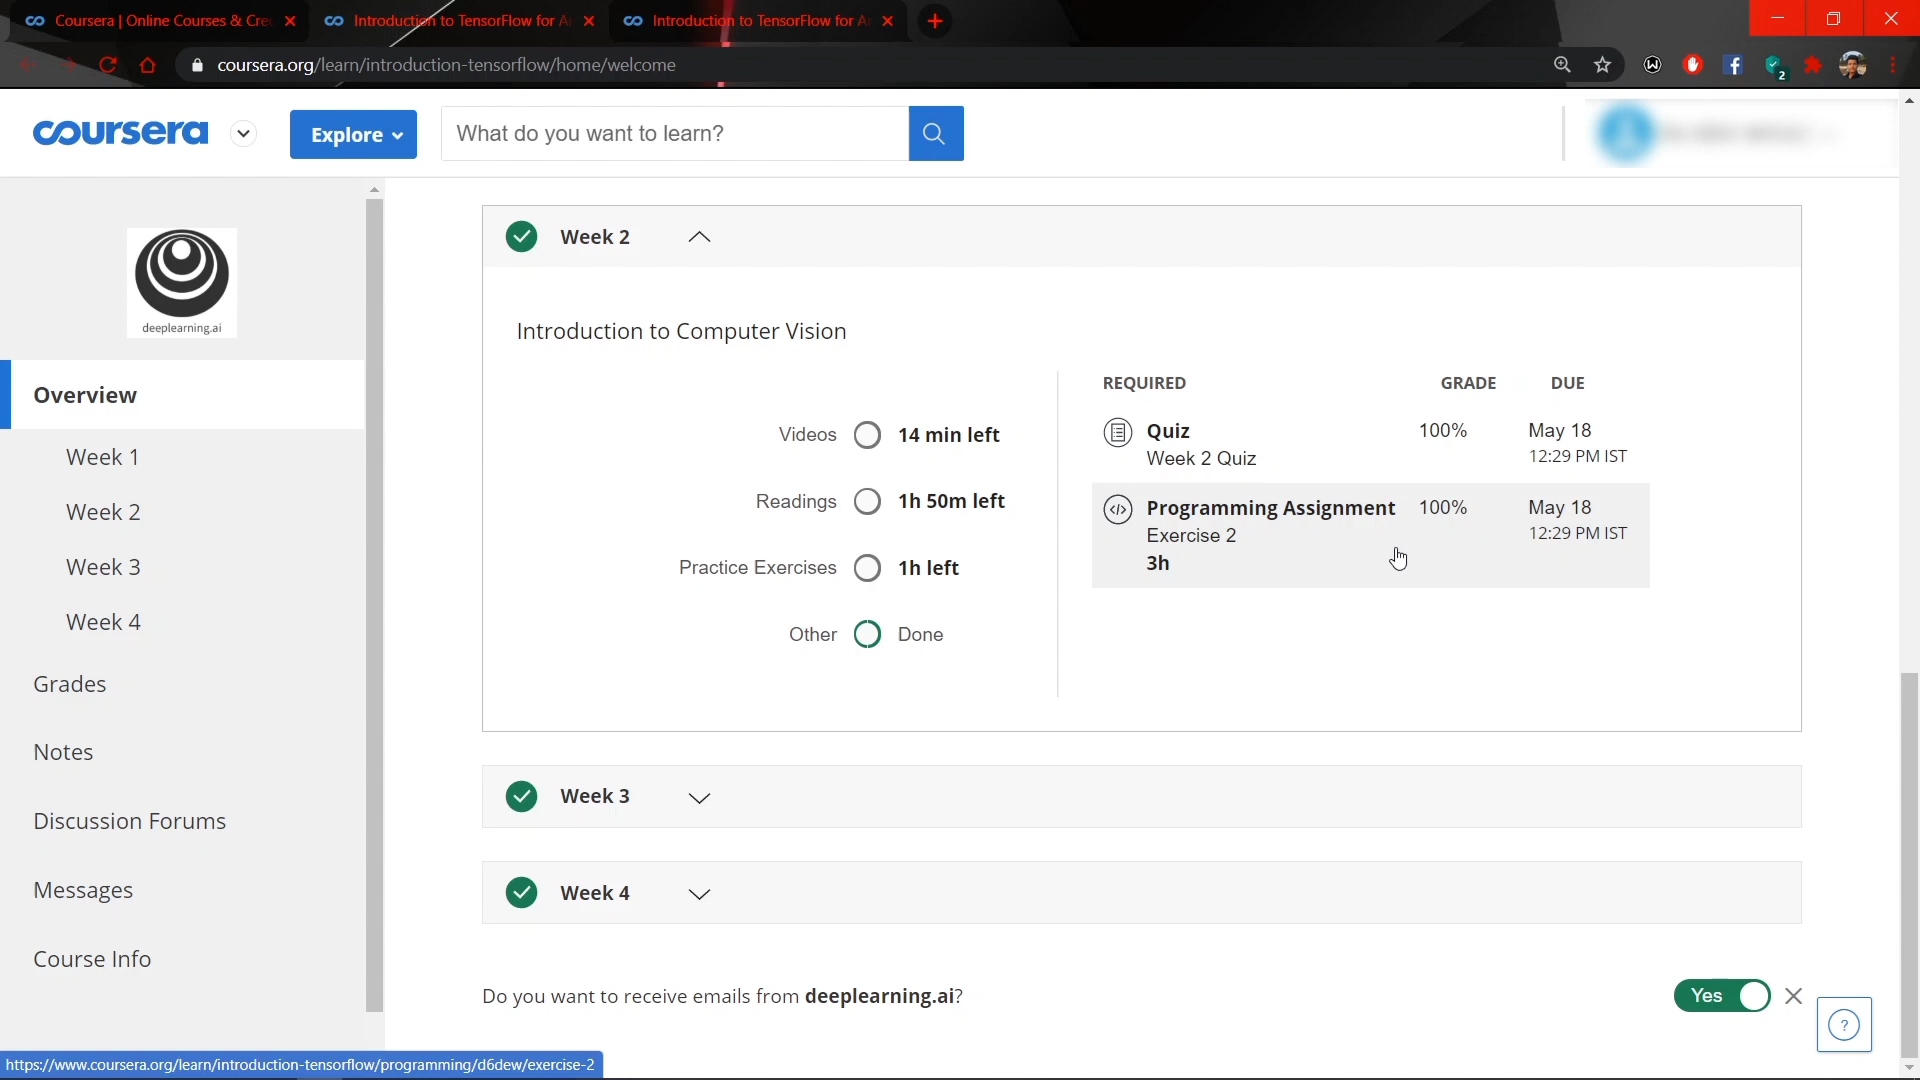 Coursera | Online Courses & Cre
Introduction to TensorFlow for A
Introduction to TensorFlow for A
coursera.org/learn/introduction-tensorflow/home/welcome
2
coursera
Explore
What do you want to learn?
deeplearning.ai
Overview
Week 1
Week 2
Week 3
Week 4
Grades
Notes
Discussion Forums
Messages
Course Info
Week 2
Introduction to Computer Vision
Videos 14 min left
Readings 1h 50m left
Practice Exercises 1h left
Other Done
REQUIRED GRADE DUE
Quiz 100% May 18
Week 2 Quiz 12:29 PM IST
Programming Assignment 100% May 18
Exercise 2 12:29 PM IST
3h
Week 3
Week 4
Do you want to receive emails from deeplearning.ai?
Yes
?
https://www.coursera.org/learn/introduction-tensorflow/programming/d6dew/exercise-2